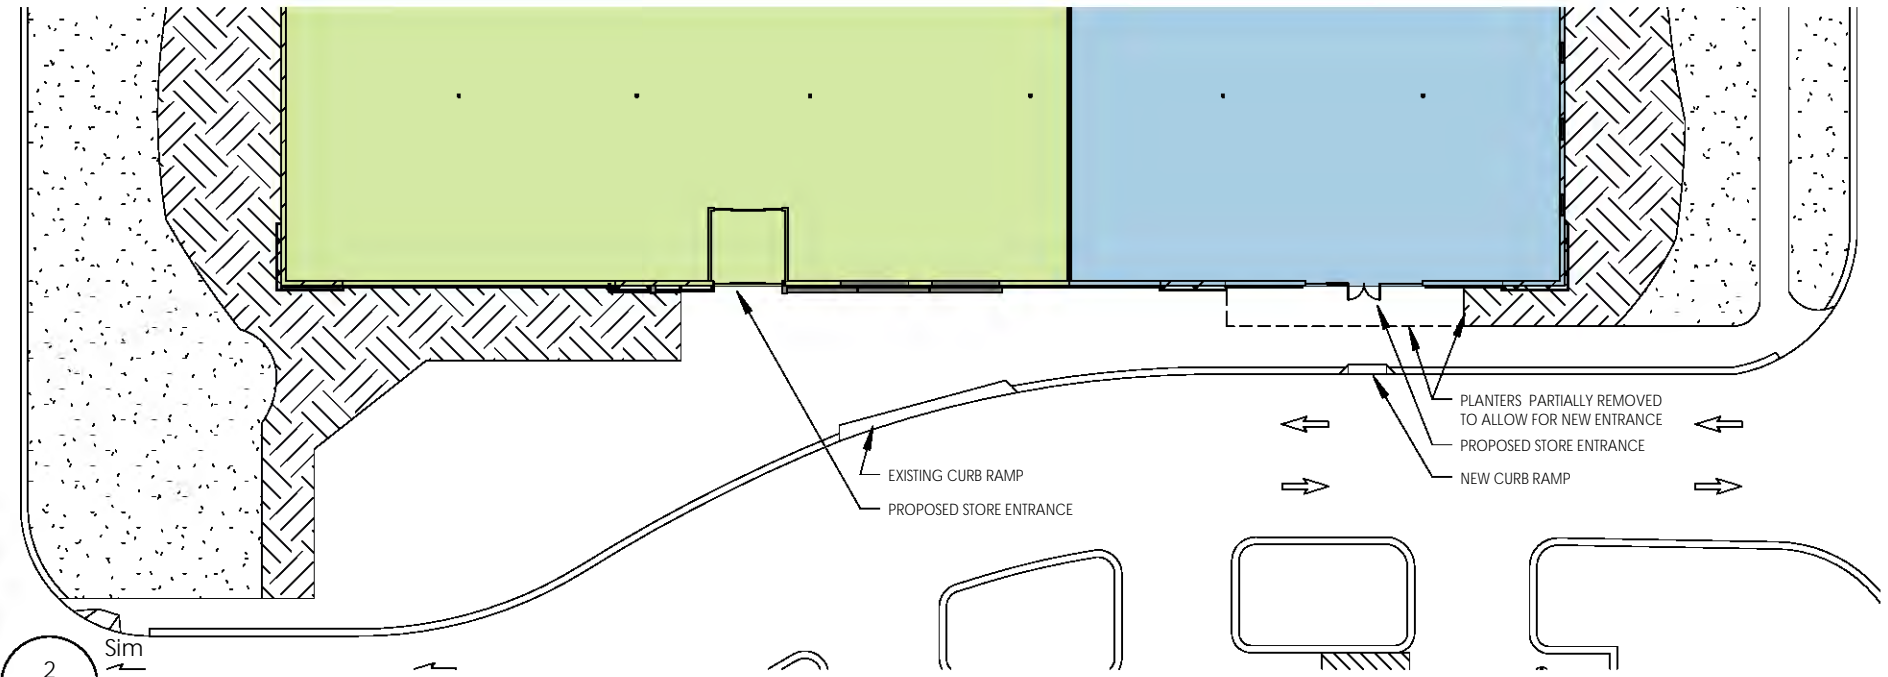 PLANTERS PARTIALLY REMOVED
TO ALLOW FOR NEW ENTRANCE
PROPOSED STORE ENTRANCE
NEW CURB RAMP
EXISTING CURB RAMP
PROPOSED STORE ENTRANCE
Sim
2